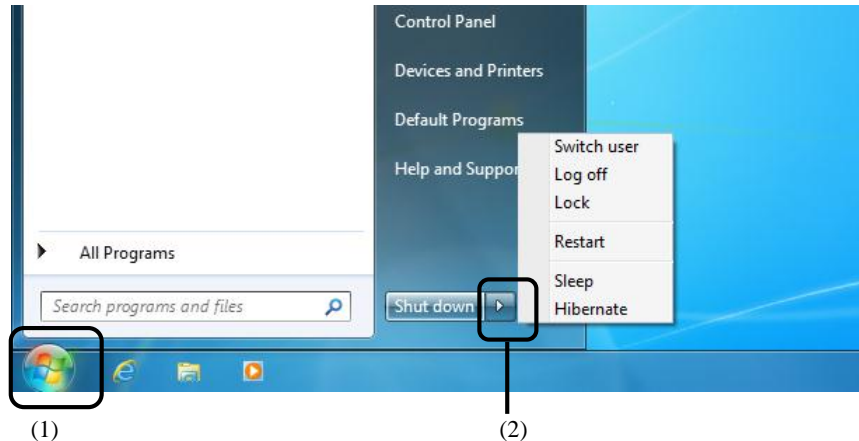 Control Panel
Devices and Printers
Default Programs
Help and Suppor
Switch user
Log off
Lock
Restart
Sleep
Hibernate
All Programs
Search programs and files
Shut down
(1)
(2)